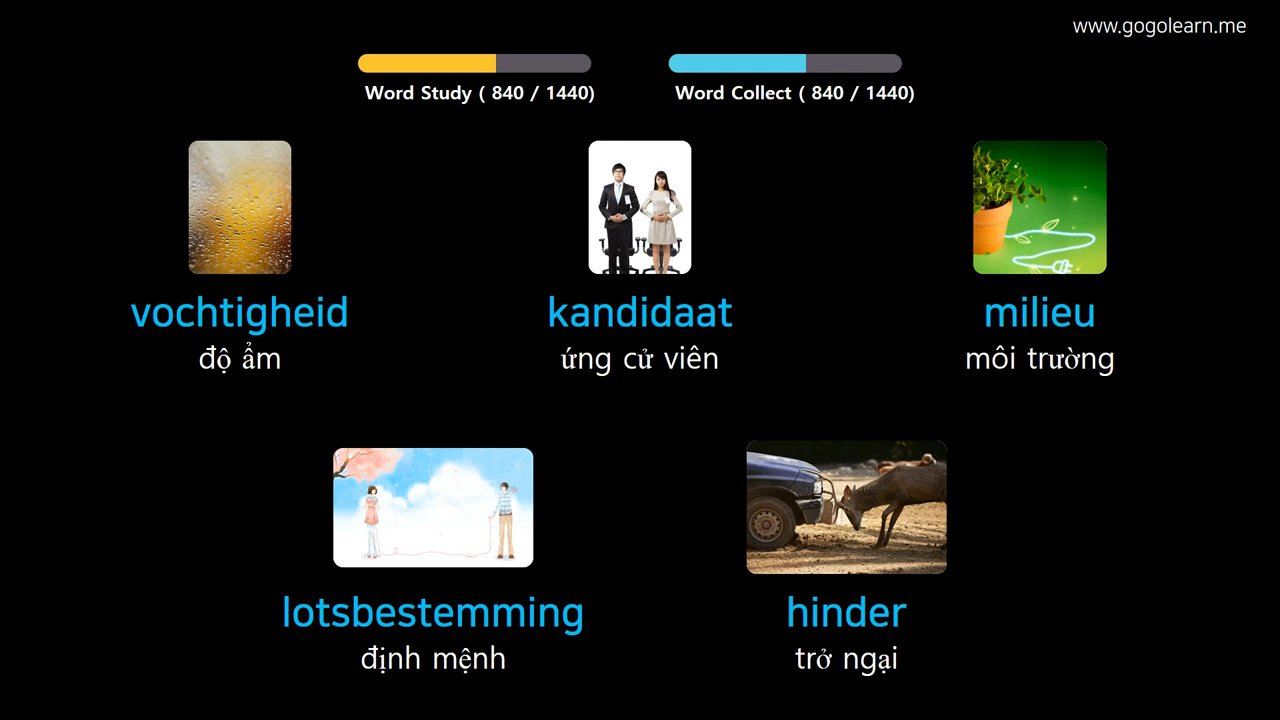 www.gogolearn.me
Word Study ( 840 / 1440)
Word Collect ( 840 / 1440)
vochtigheid
độ ẩm
kandidaat
ứng cử viên
milieu
môi trường
lotsbestemming
định mệnh
hinder
trở ngại